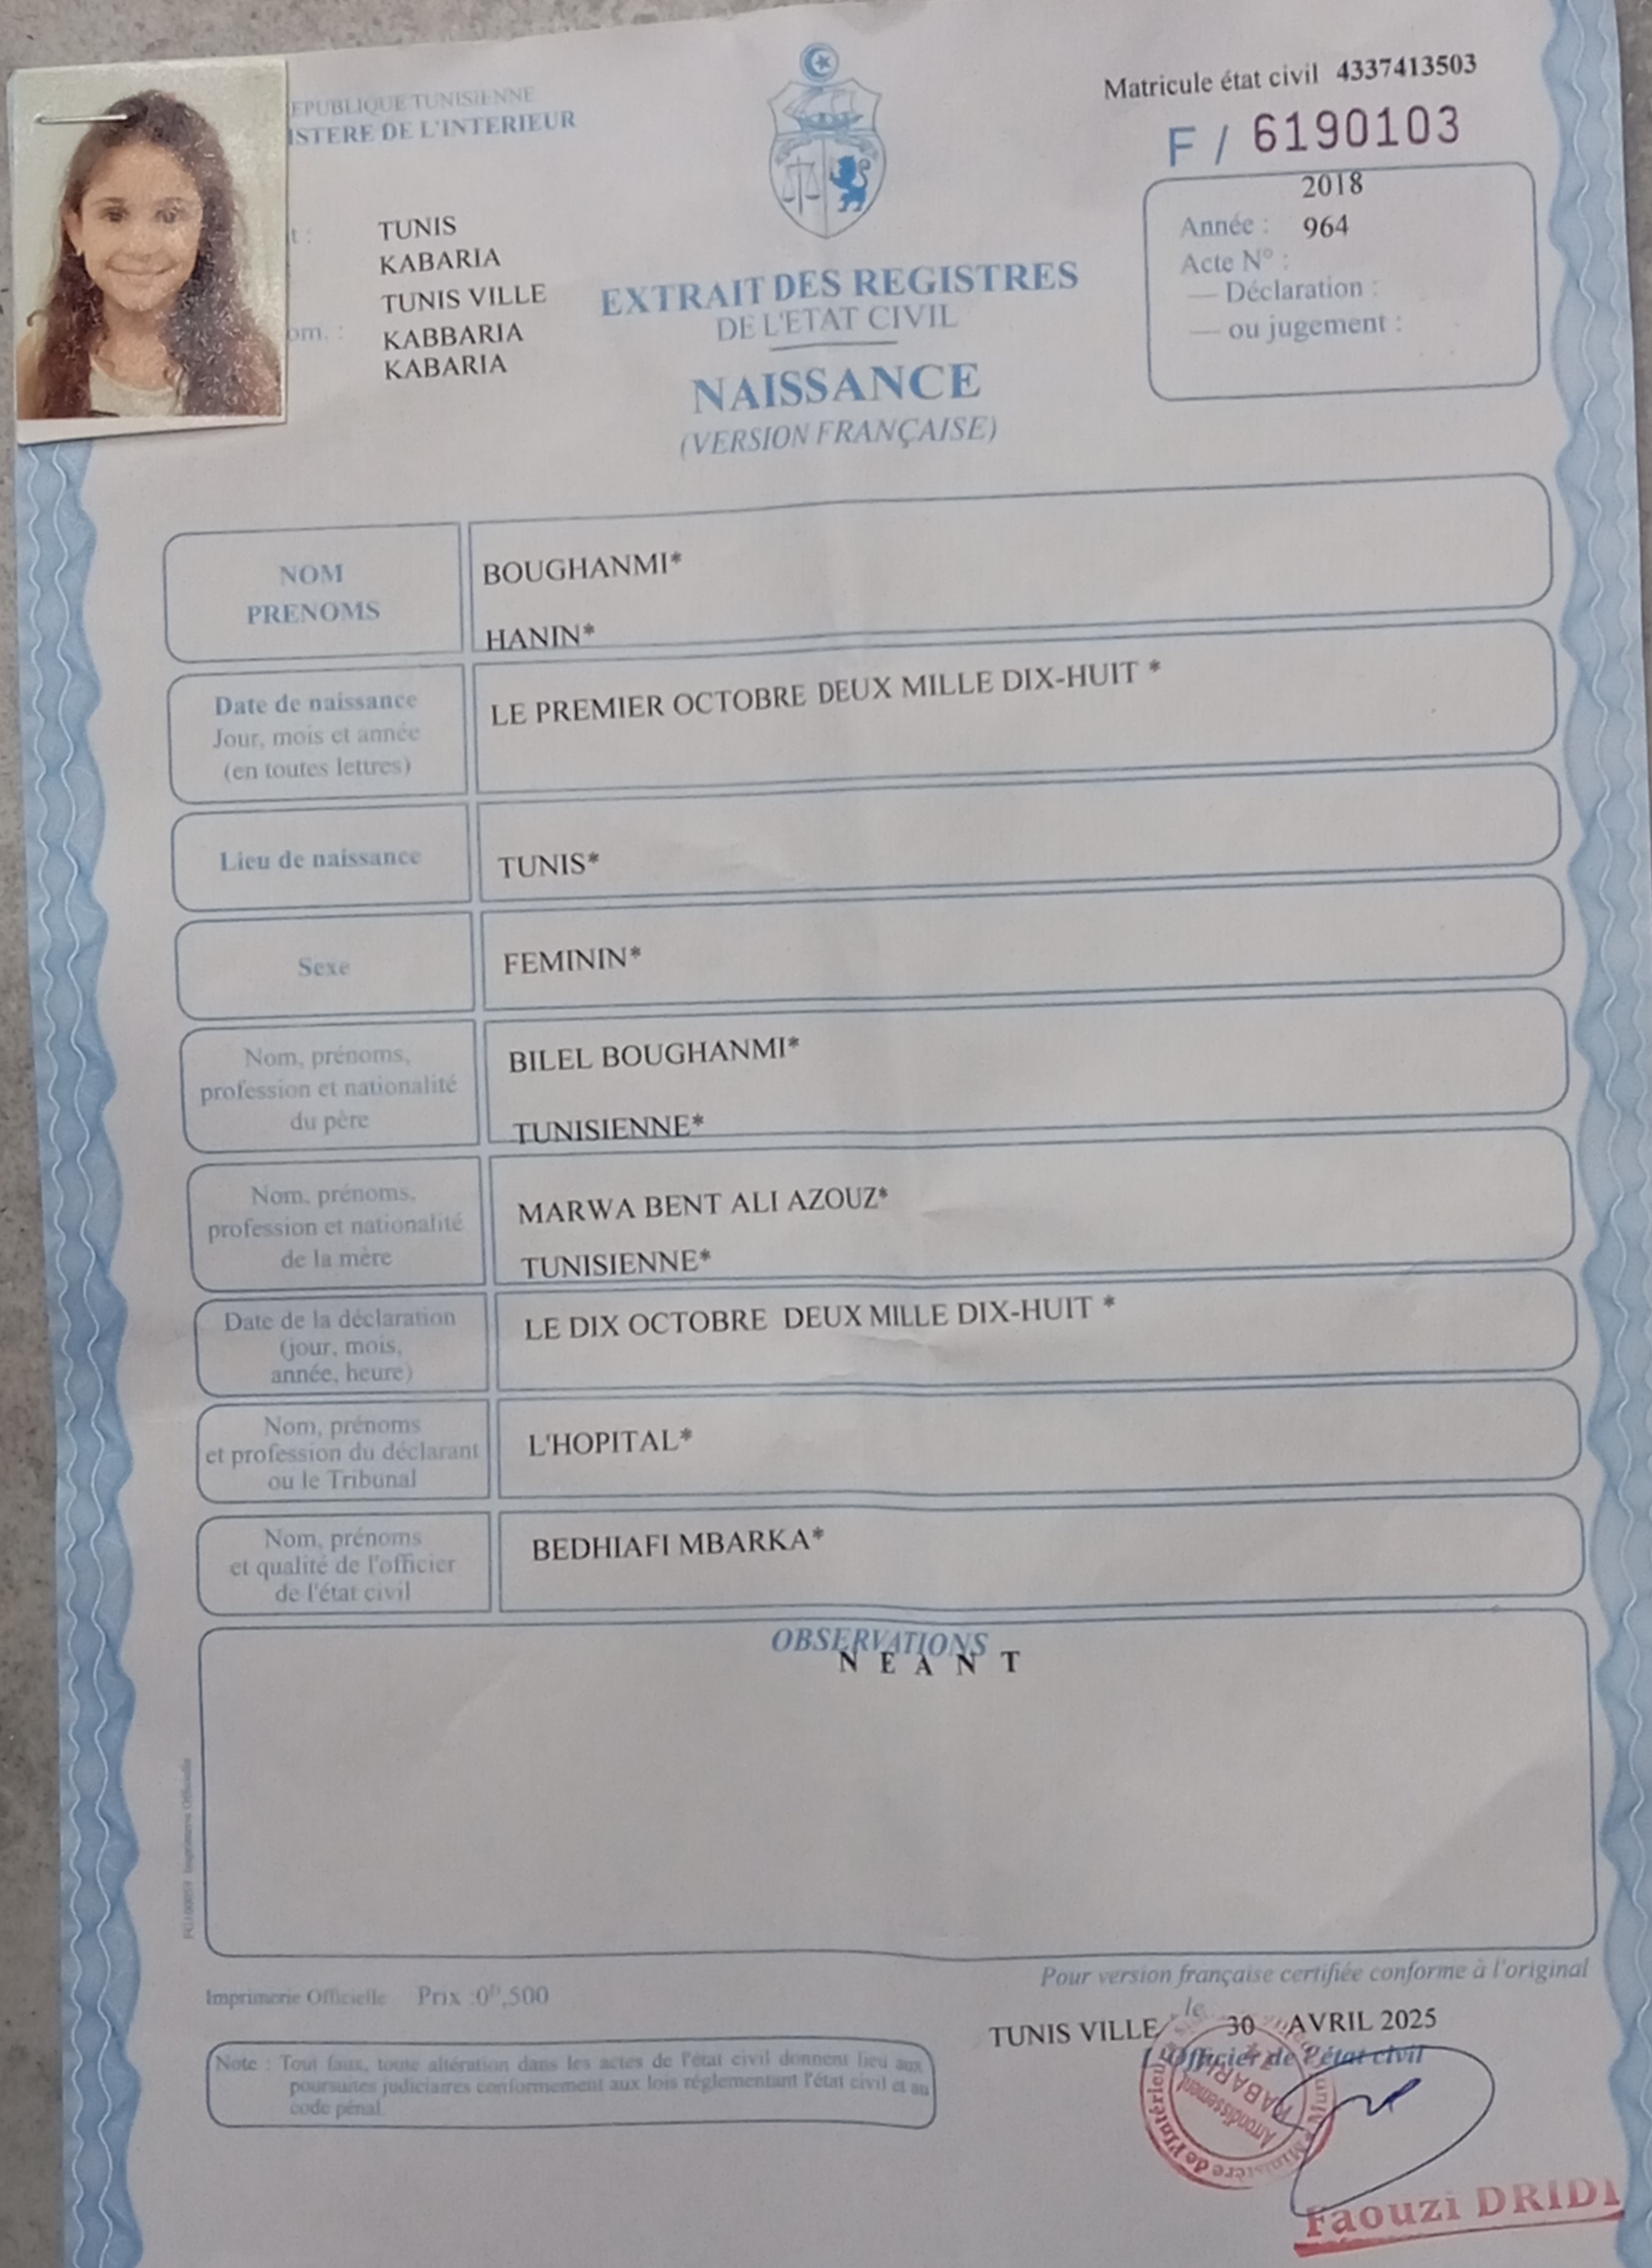 EPUBLIQUE TUNISIENNE
ISTERE DE L'INTERIEUR
Matricule état civil 4337413503
F / 6190103
t : TUNIS
KABARIA
TUNIS VILLE
om. : KABBARIA
KABARIA
2018
Année : 964
Acte N° :
— Déclaration :
— ou jugement :
EXTRAIT DES REGISTRES
DE L'ETAT CIVIL
NAISSANCE
(VERSION FRANÇAISE)
NOM
PRENOMS
BOUGHANMI*
HANIN*
Date de naissance
Jour, mois et année
(en toutes lettres)
LE PREMIER OCTOBRE DEUX MILLE DIX-HUIT *
Lieu de naissance
TUNIS*
Sexe
FEMININ*
Nom, prénoms,
profession et nationalité
du père
BILEL BOUGHANMI*
TUNISIENNE*
Nom, prénoms,
profession et nationalité
de la mère
MARWA BENT ALI AZOUZ*
TUNISIENNE*
Date de la déclaration
(jour, mois,
année, heure)
LE DIX OCTOBRE DEUX MILLE DIX-HUIT *
Nom, prénoms
et profession du déclarant
ou le Tribunal
L'HOPITAL*
Nom, prénoms
et qualité de l'officier
de l'état civil
BEDHIAFI MBARKA*
OBSERVATIONS
N E A N T
Imprimerie Officielle
Imprimerie Officielle Prix :0ᴰ,500
Pour version française certifiée conforme à l'original
TUNIS VILLE, le 30 AVRIL 2025
L'Officier de l'état civil
Note : Tout faux, toute altération dans les actes de l'état civil donnent lieu aux
poursuites judiciaires conformement aux lois réglementant l'état civil et au
code pénal.
Ministère de l'Intérieur
Arrondissement
KABARIA
Faouzi DRIDI